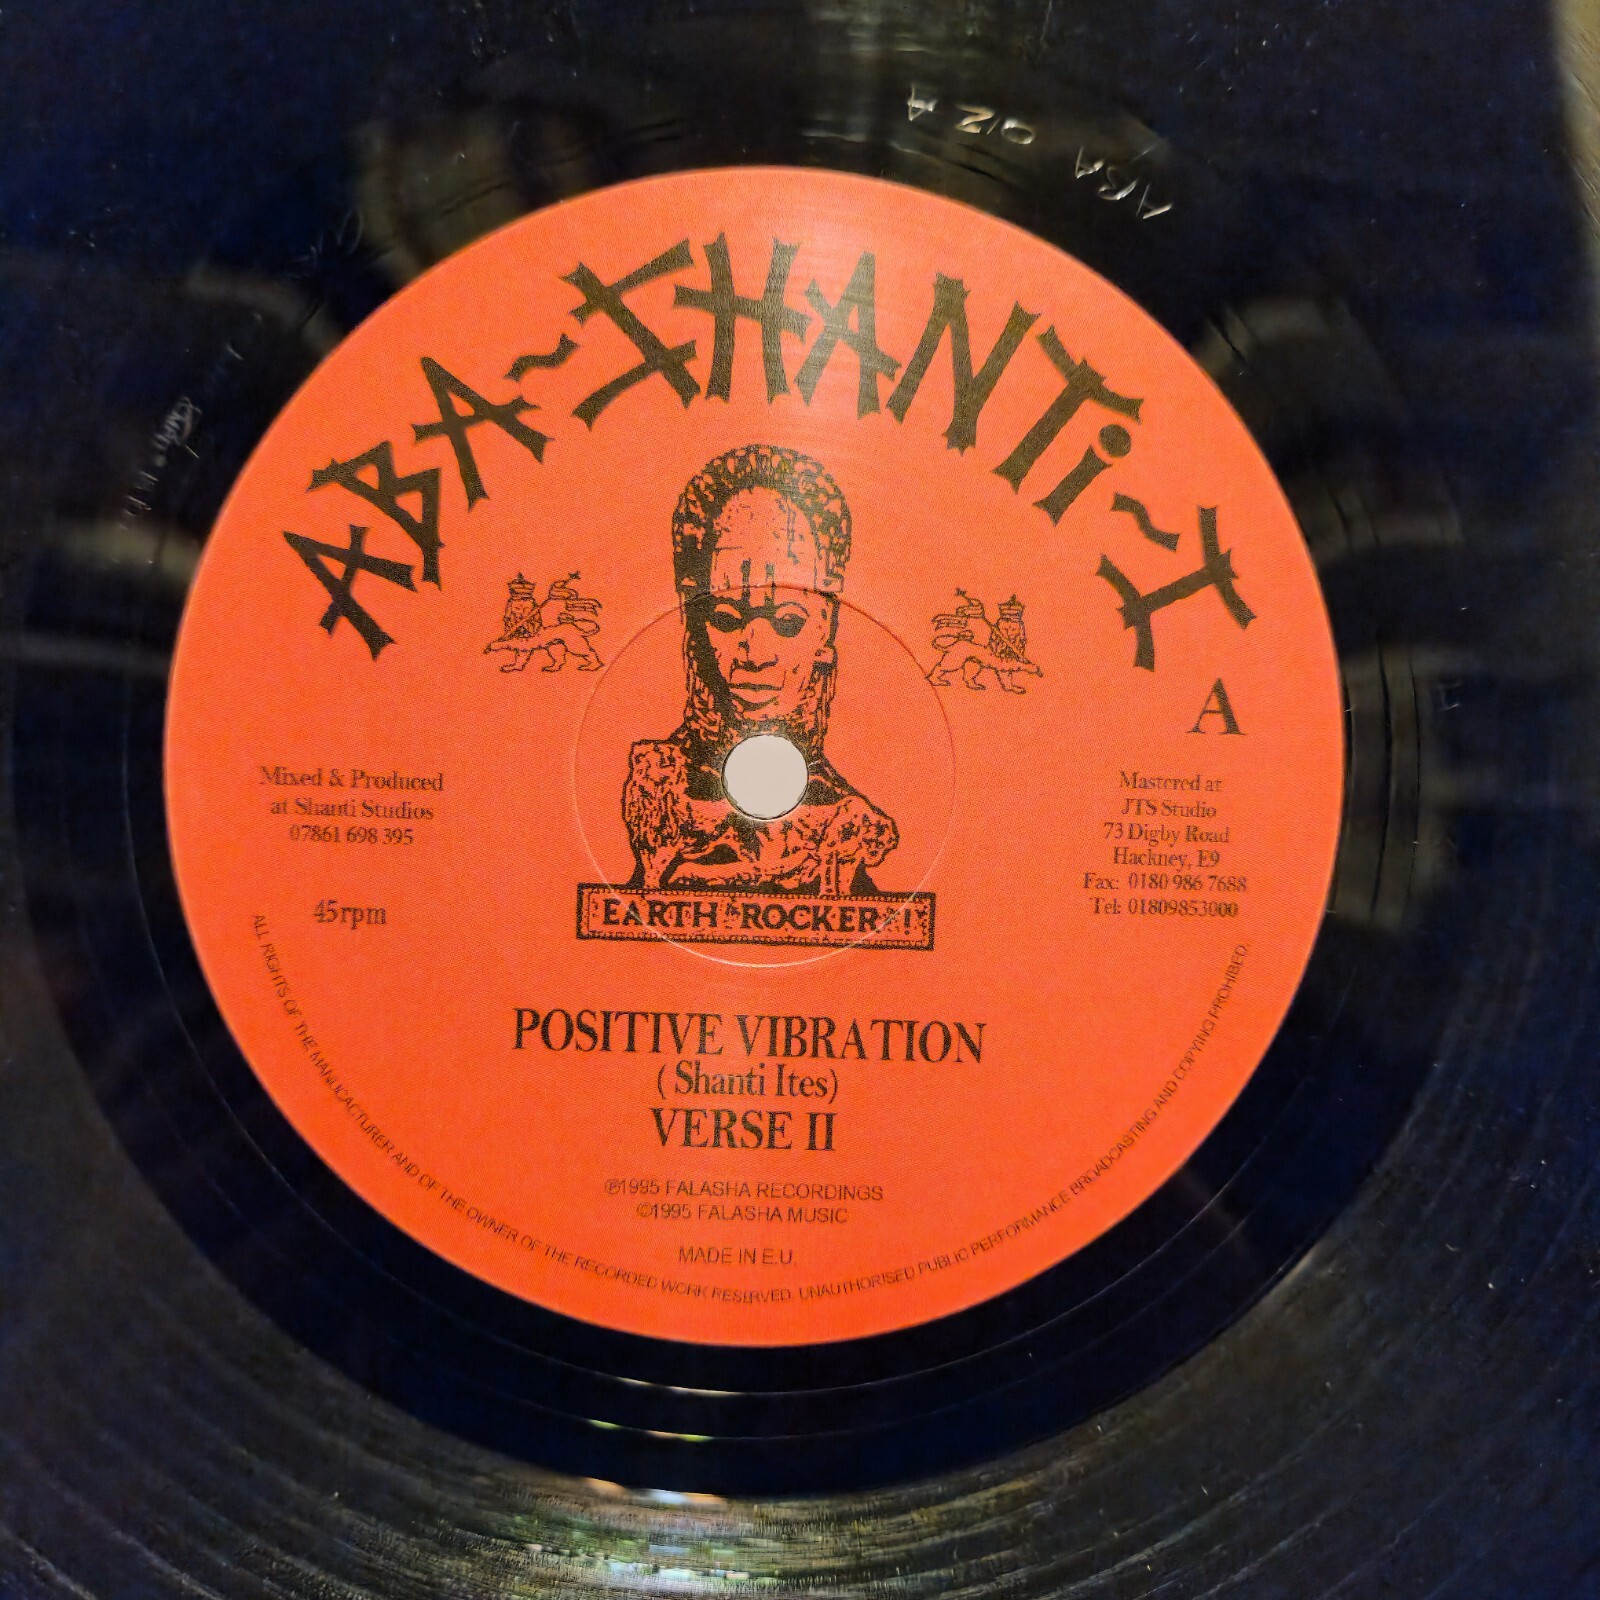 ABA 012 A
ABA~SHANTi~I
A
Mixed & Produced
at Shanti Studios
07861 698 395
45rpm
Mastered at
JTS Studio
73 Digby Road
Hackney, E9
Fax: 0180 986 7688
Tel: 01809853000
EARTH ROCKER !
POSITIVE VIBRATION
( Shanti Ites)
VERSE II
℗1995 FALASHA RECORDINGS
©1995 FALASHA MUSIC
MADE IN E.U.
ALL RIGHTS OF THE MANUCACTURER AND OF THE OWNER OF THE RECORDED WORK RESERVED. UNAUTHORISED PUBLIC PERFORMANCE BROADCASTING AND COPYING PROHIBED.